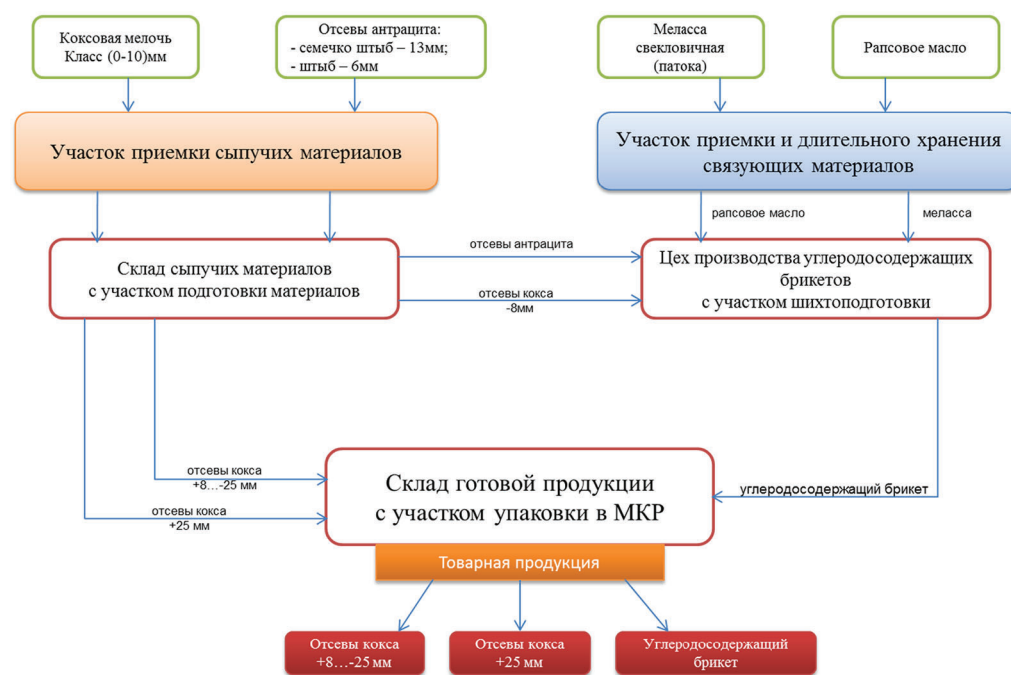 Коксовая мелочь
Класс (0-10)мм
Отсевы антрацита:
- семечко штыб – 13мм;
- штыб – 6мм
Меласса
свекловичная
(патока)
Рапсовое масло
Участок приемки сыпучих материалов
Участок приемки и длительного хранения
связующих материалов
рапсовое масло
меласса
Склад сыпучих материалов
с участком подготовки материалов
отсевы антрацита
отсевы кокса
-8мм
Цех производства углеродосодержащих
брикетов
с участком шихтоподготовки
отсевы кокса
+8...-25 мм
отсевы кокса
+25 мм
Склад готовой продукции
с участком упаковки в МКР
углеродосодержащий брикет
Товарная продукция
Отсевы кокса
+8...-25 мм
Отсевы кокса
+25 мм
Углеродосодержащий
брикет